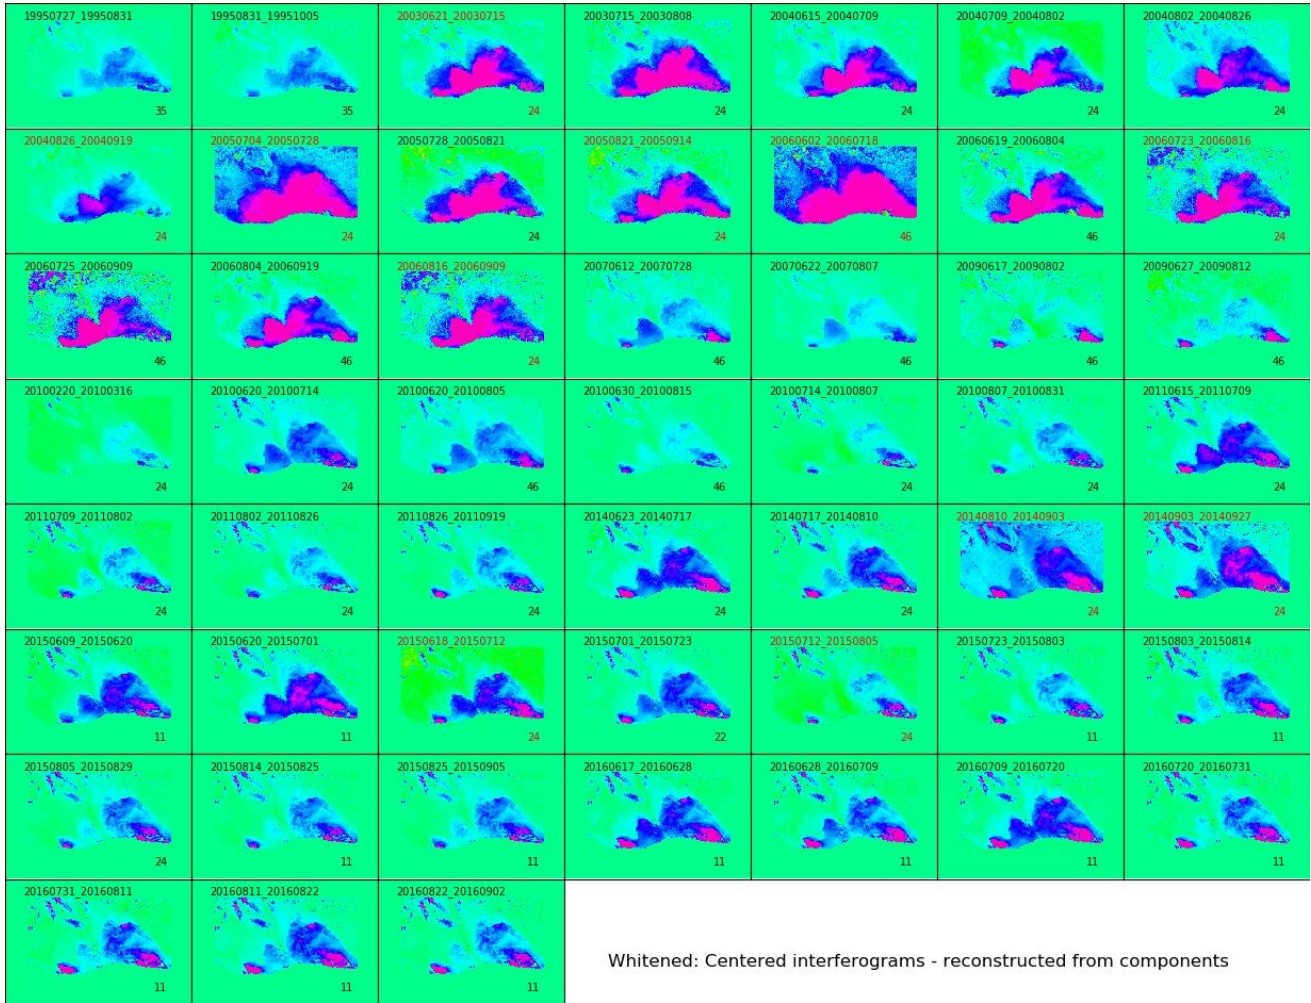 19950727_19950831 19950831_19951005 20030621_20030715 20030715_20030808 20040615_20040709 20040709_20040802 20040802_20040826
35 35 24 24 24 24 24
20040826_20040919 20050704_20050728 20050728_20050821 20050821_20050914 20060602_20060718 20060619_20060804 20060723_20060816
24 24 24 24 46 46 24
20060725_20060909 20060804_20060919 20060816_20060909 20070612_20070728 20070622_20070807 20090617_20090802 20090627_20090812
46 46 24 46 46 46 46
20100220_20100316 20100620_20100714 20100620_20100805 20100630_20100815 20100714_20100807 20100807_20100831 20110615_20110709
24 24 46 46 24 24 24
20110709_20110802 20110802_20110826 20110826_20110919 20140623_20140717 20140717_20140810 20140810_20140903 20140903_20140927
24 24 24 24 24 24 24
20150609_20150620 20150620_20150701 20150618_20150712 20150701_20150723 20150712_20150805 20150723_20150803 20150803_20150814
11 11 24 22 24 11 11
20150805_20150829 20150814_20150825 20150825_20150905 20160617_20160628 20160628_20160709 20160709_20160720 20160720_20160731
24 11 11 11 11 11 11
20160731_20160811 20160811_20160822 20160822_20160902
11 11 11
Whitened: Centered interferograms - reconstructed from components